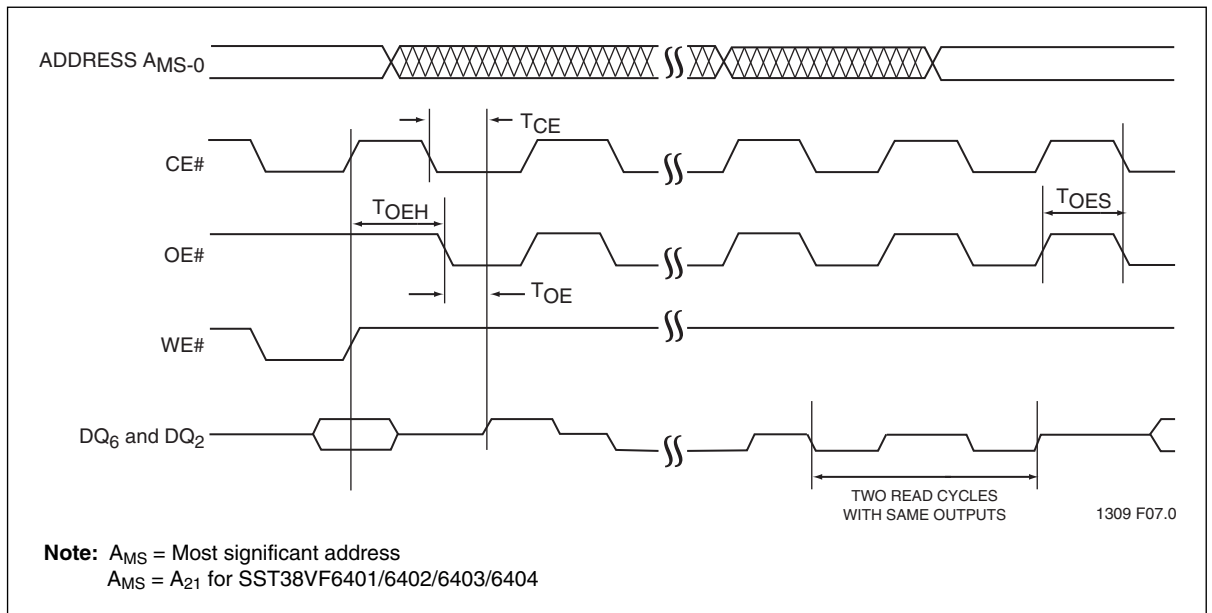 ADDRESS AMS-0
TCE
CE#
TOEH
TOES
OE#
TOE
WE#
DQ6 and DQ2
TWO READ CYCLES
WITH SAME OUTPUTS
1309 F07.0
Note: AMS = Most significant address
AMS = A21 for SST38VF6401/6402/6403/6404